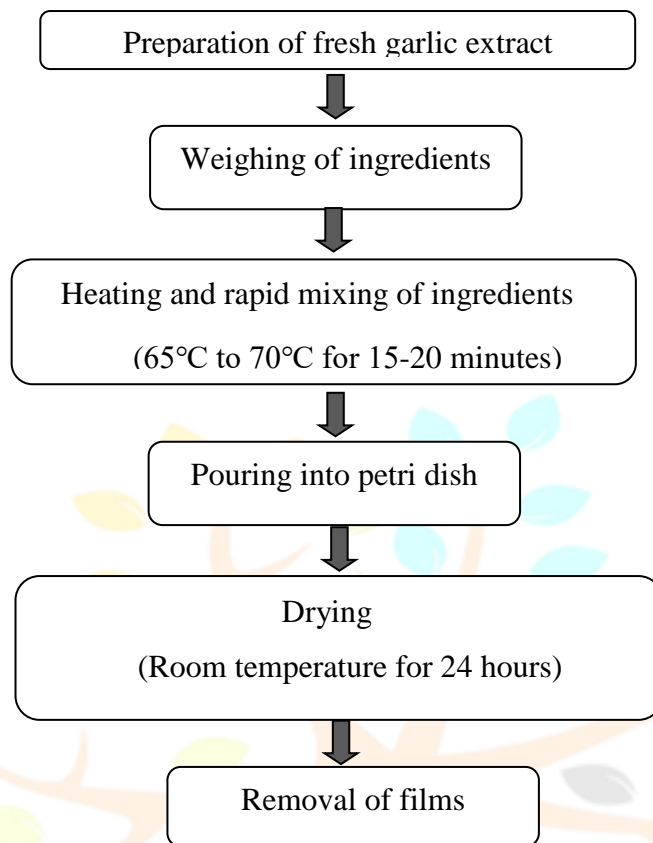 Preparation of fresh garlic extract
Weighing of ingredients
Heating and rapid mixing of ingredients
(65℃ to 70℃ for 15-20 minutes)
Pouring into petri dish
Drying
(Room temperature for 24 hours)
Removal of films